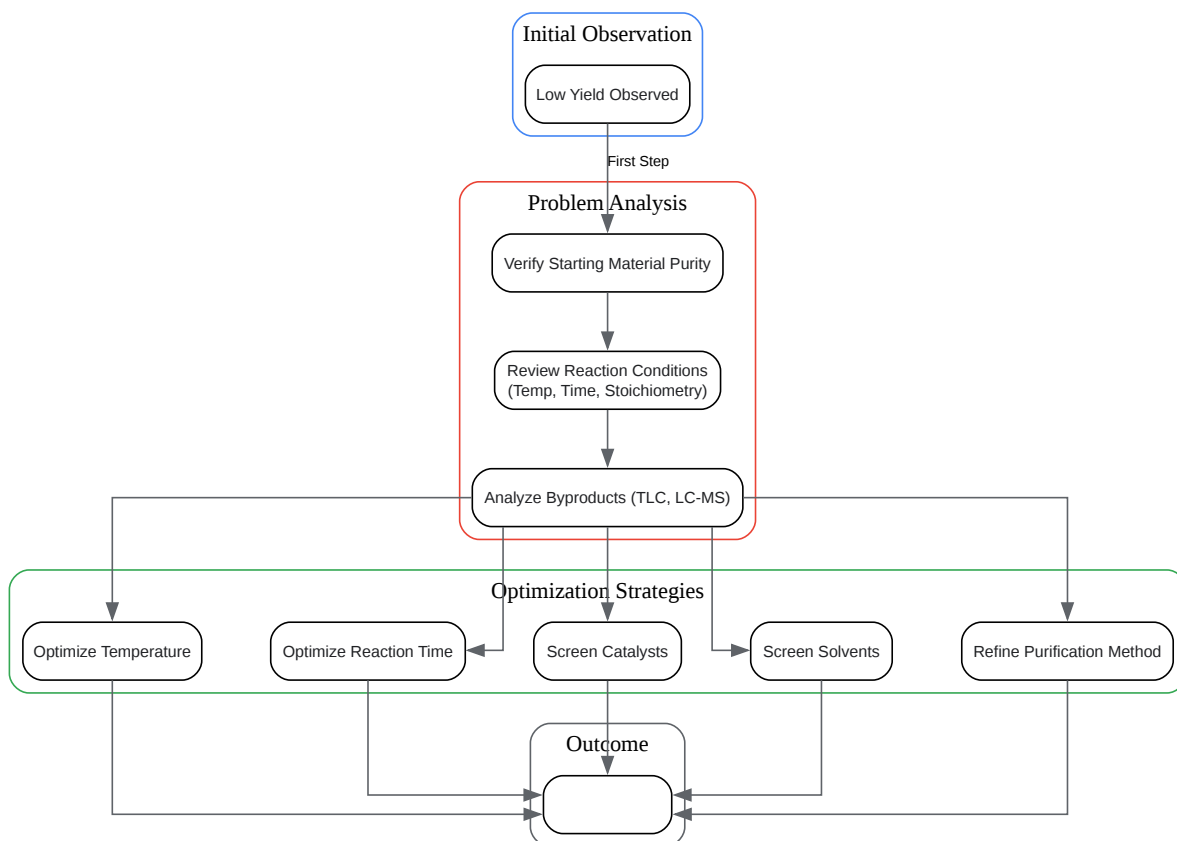 Initial Observation
Low Yield Observed
First Step
Problem Analysis
Verify Starting Material Purity
Review Reaction Conditions
(Temp, Time, Stoichiometry)
Analyze Byproducts (TLC, LC-MS)
Optimization Strategies
Optimize Temperature
Optimize Reaction Time
Screen Catalysts
Screen Solvents
Refine Purification Method
Outcome